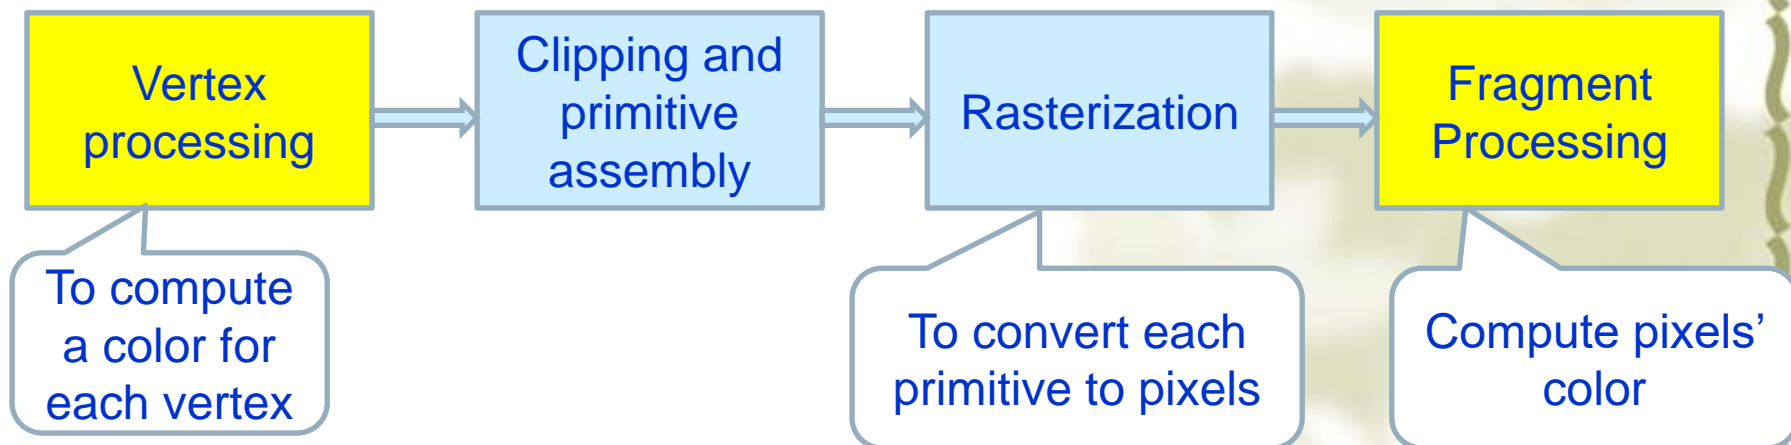 Vertex
processing
Clipping and
primitive
assembly
Rasterization
Fragment
Processing
To compute
a color for
each vertex
To convert each
primitive to pixels
Compute pixels’
color